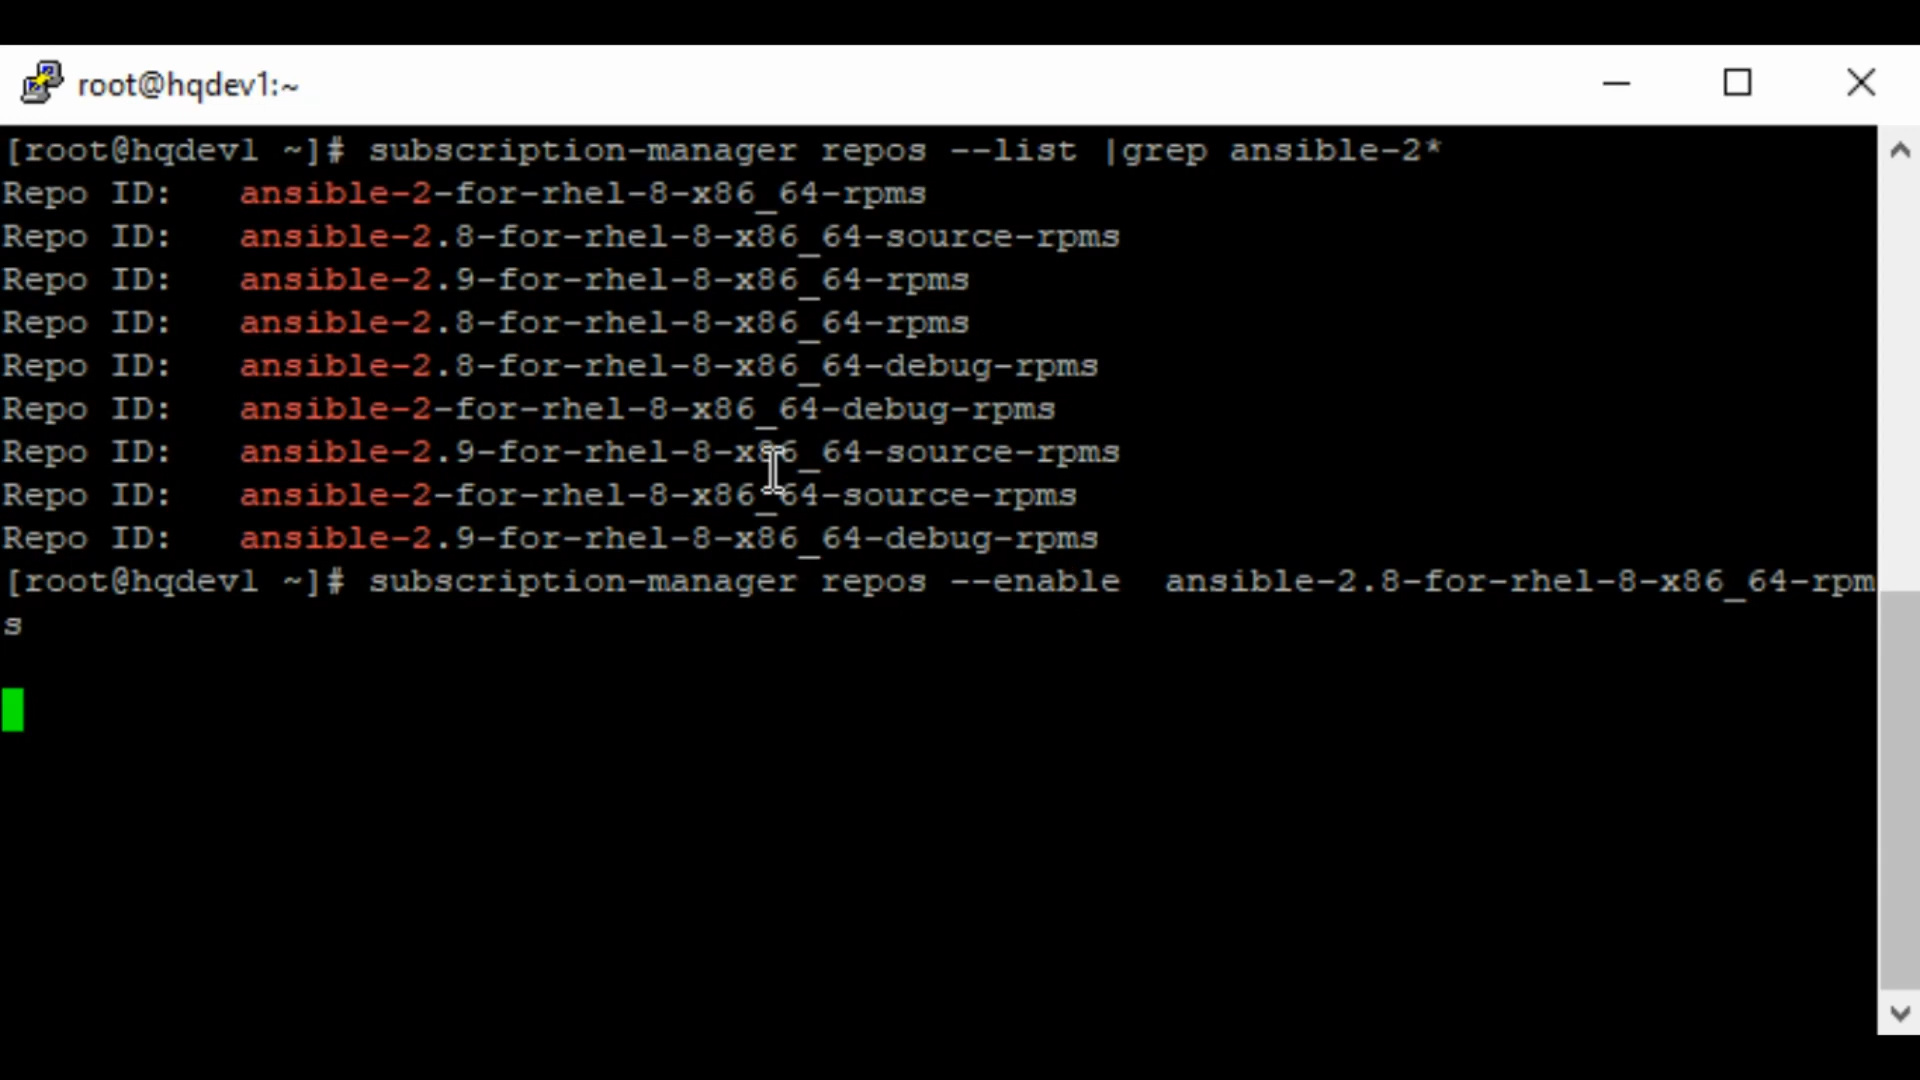 root@hqdev1:~
[root@hqdev1 ~]# subscription-manager repos --list |grep ansible-2*
Repo ID:   ansible-2-for-rhel-8-x86_64-rpms
Repo ID:   ansible-2.8-for-rhel-8-x86_64-source-rpms
Repo ID:   ansible-2.9-for-rhel-8-x86_64-rpms
Repo ID:   ansible-2.8-for-rhel-8-x86_64-rpms
Repo ID:   ansible-2.8-for-rhel-8-x86_64-debug-rpms
Repo ID:   ansible-2-for-rhel-8-x86_64-debug-rpms
Repo ID:   ansible-2.9-for-rhel-8-x86_64-source-rpms
Repo ID:   ansible-2-for-rhel-8-x86_64-source-rpms
Repo ID:   ansible-2.9-for-rhel-8-x86_64-debug-rpms
[root@hqdev1 ~]# subscription-manager repos --enable  ansible-2.8-for-rhel-8-x86_64-rpm
s